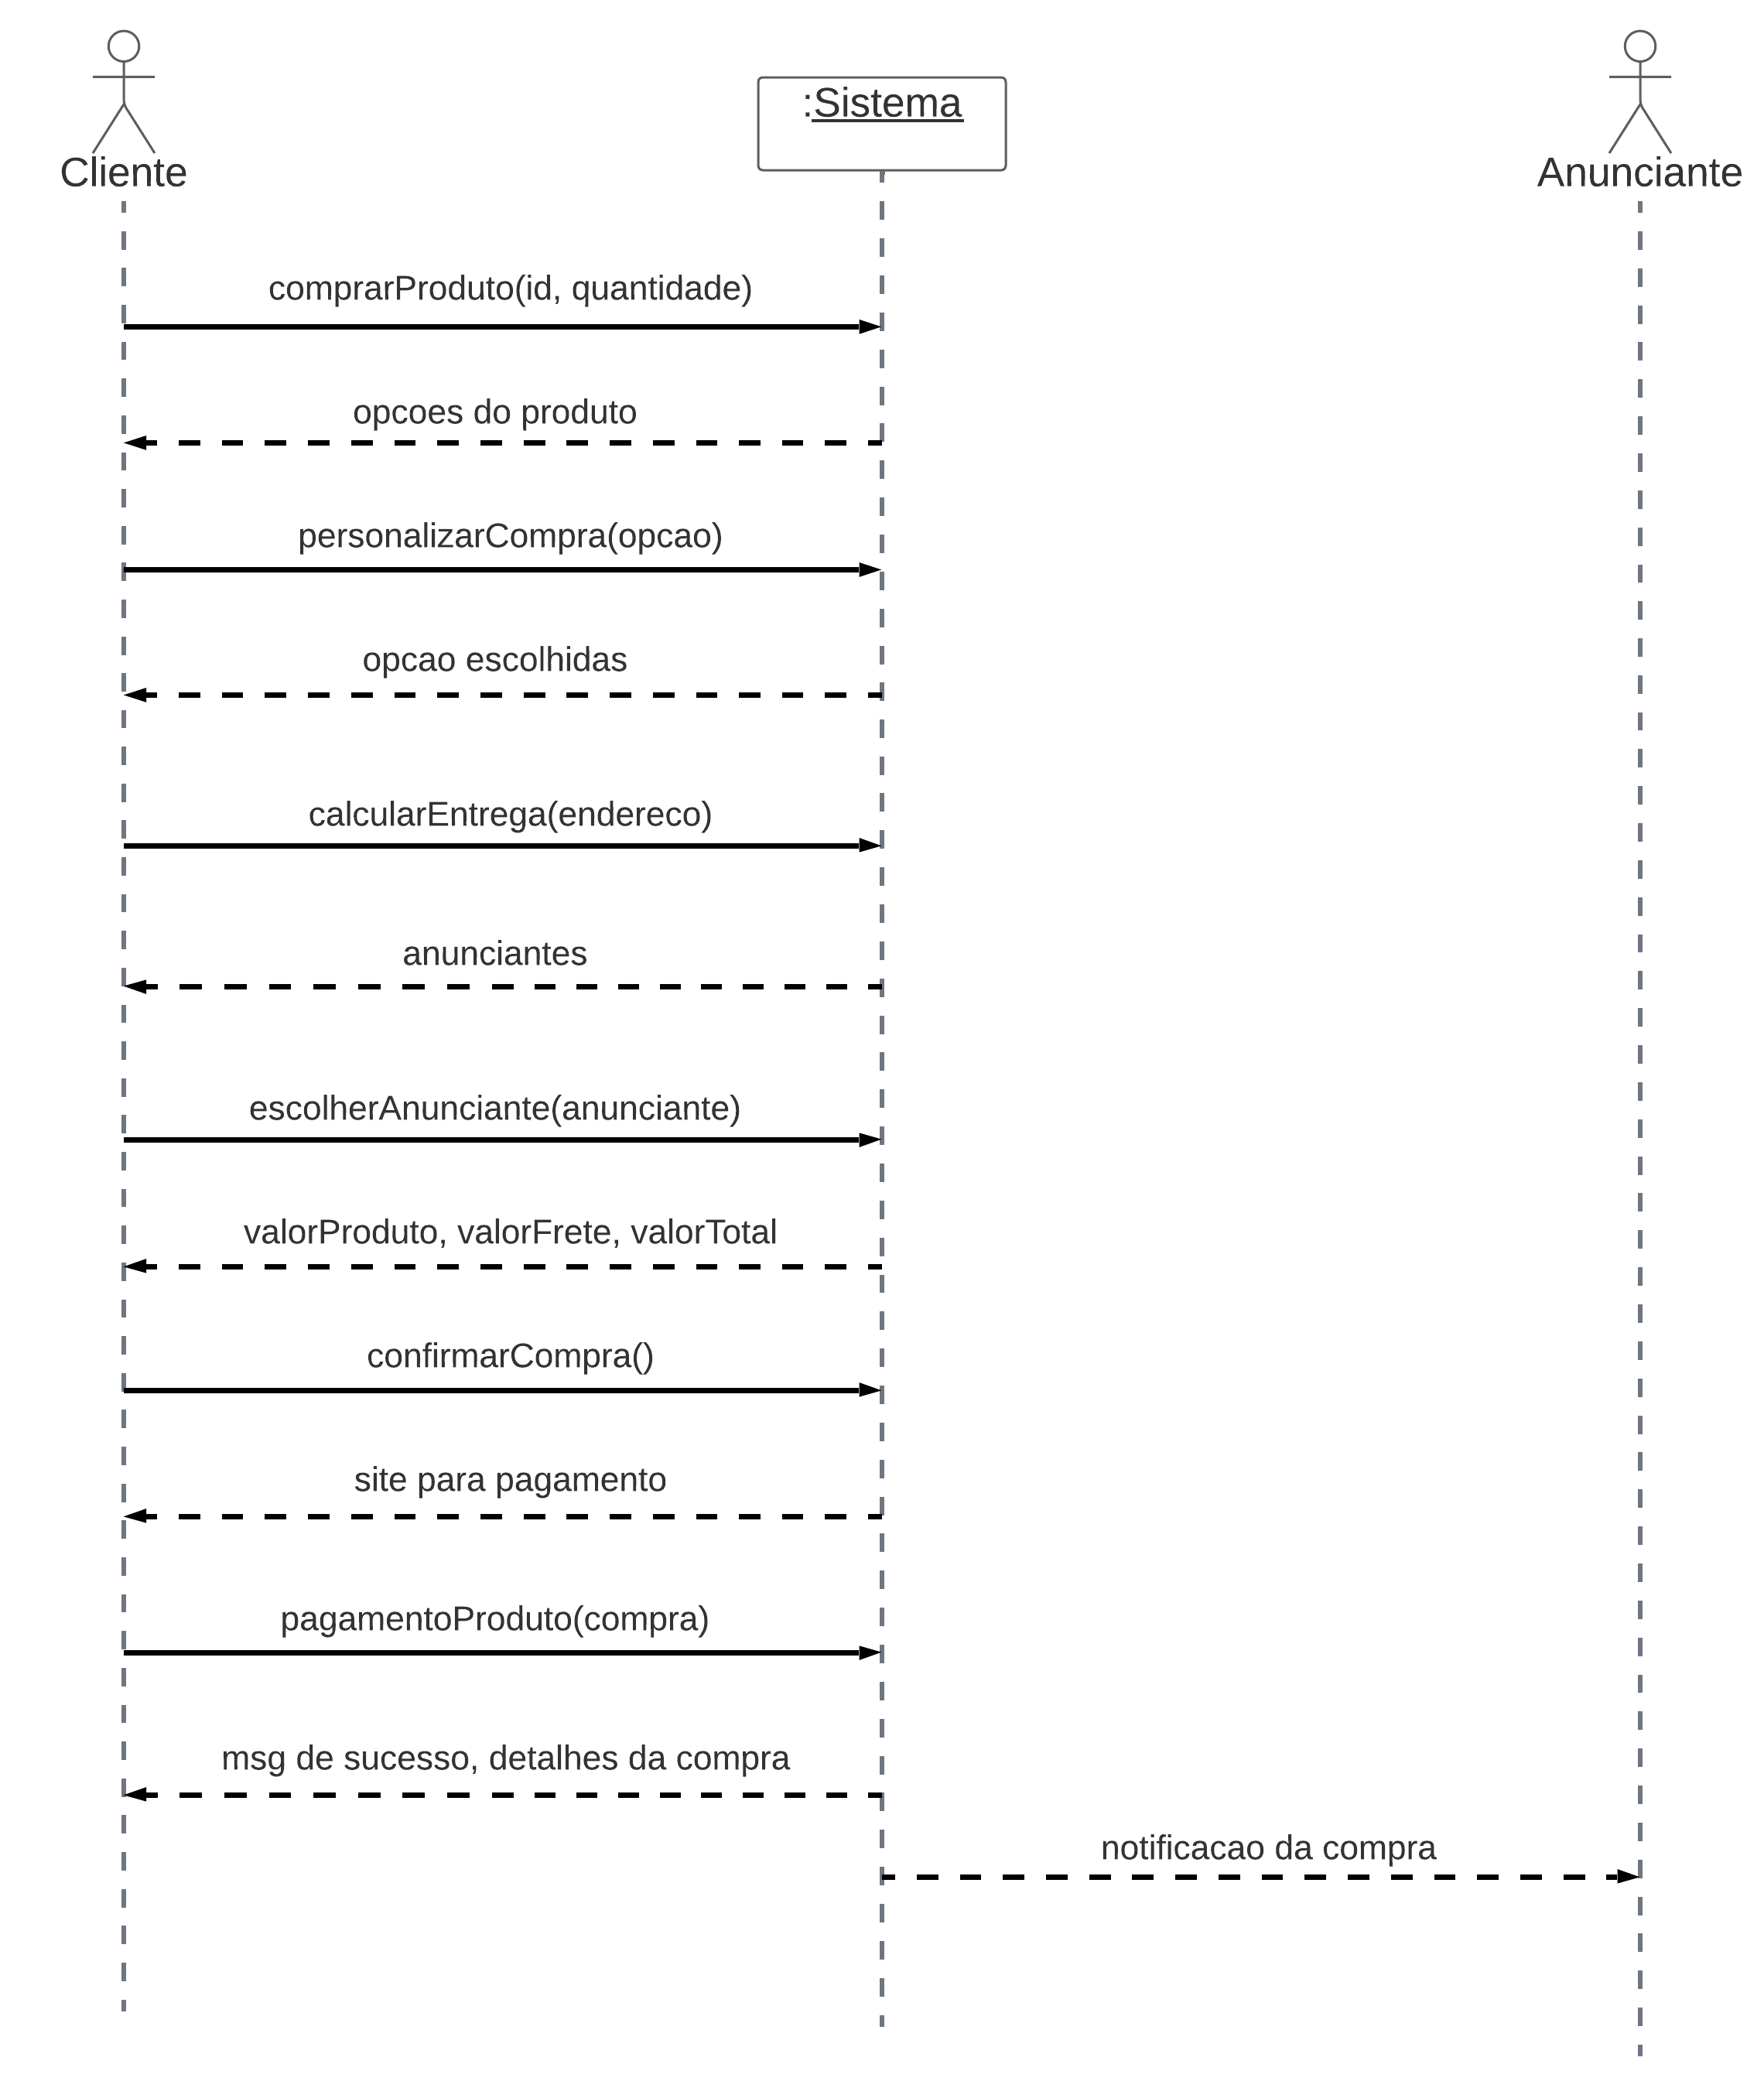 :Sistema
Cliente
Anunciante
comprarProduto(id, quantidade)
opcoes do produto
personalizarCompra(opcao)
opcao escolhidas
calcularEntrega(endereco)
anunciantes
escolherAnunciante(anunciante)
valorProduto, valorFrete, valorTotal
confirmarCompra()
site para pagamento
pagamentoProduto(compra)
msg de sucesso, detalhes da compra
notificacao da compra